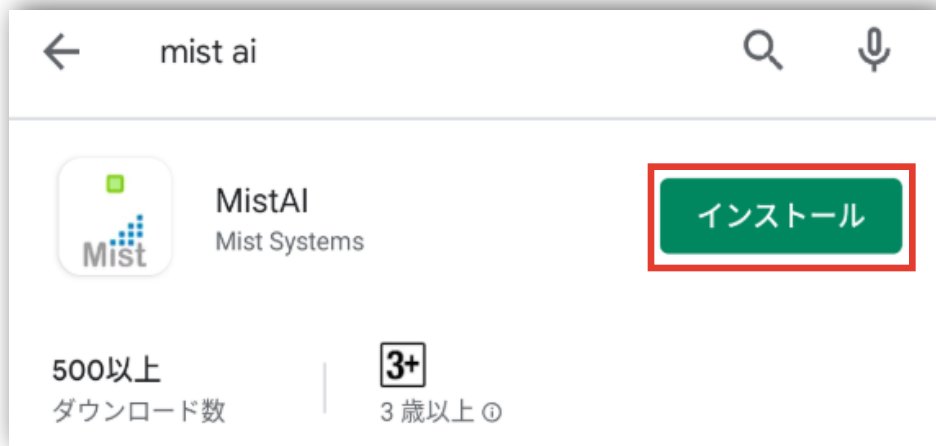 mist ai
Mist
MistAI
Mist Systems
インストール
500以上
ダウンロード数
3+
3 歳以上